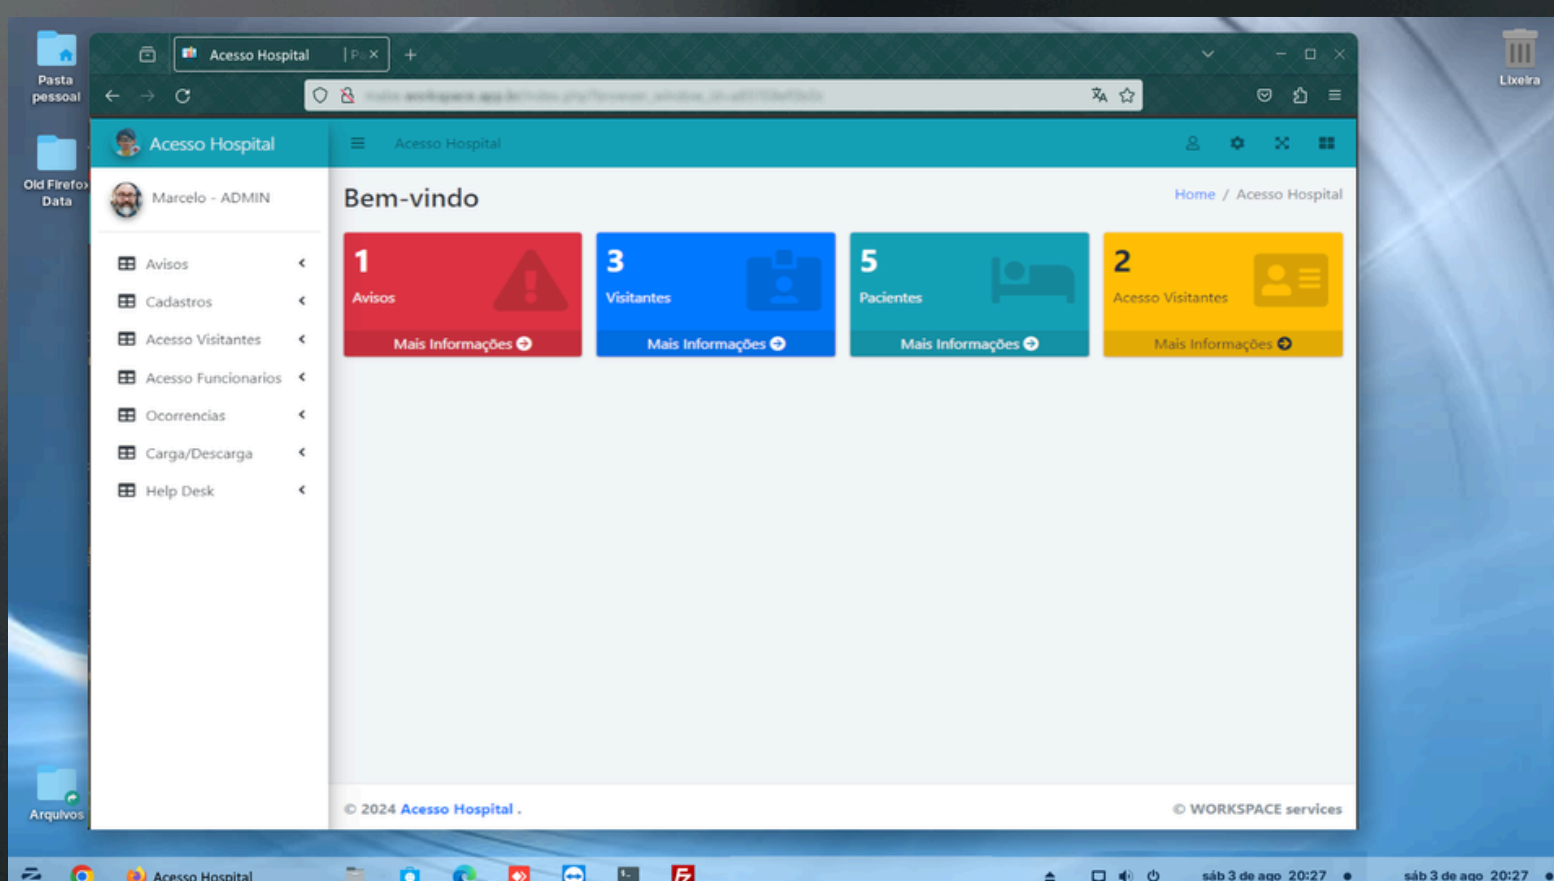 Pasta
pessoal
Old Firefox
Data
Arquivos
Lixeira
Acesso Hospital
Acesso Hospital
Acesso Hospital
Marcelo - ADMIN
Avisos
Cadastros
Acesso Visitantes
Acesso Funcionarios
Ocorrencias
Carga/Descarga
Help Desk
Bem-vindo
Home / Acesso Hospital
1
Avisos
Mais Informações
3
Visitantes
Mais Informações
5
Pacientes
Mais Informações
2
Acesso Visitantes
Mais Informações
© 2024 Acesso Hospital .
© WORKSPACE services
Acesso Hospital
sáb 3 de ago 20:27
sáb 3 de ago 20:27